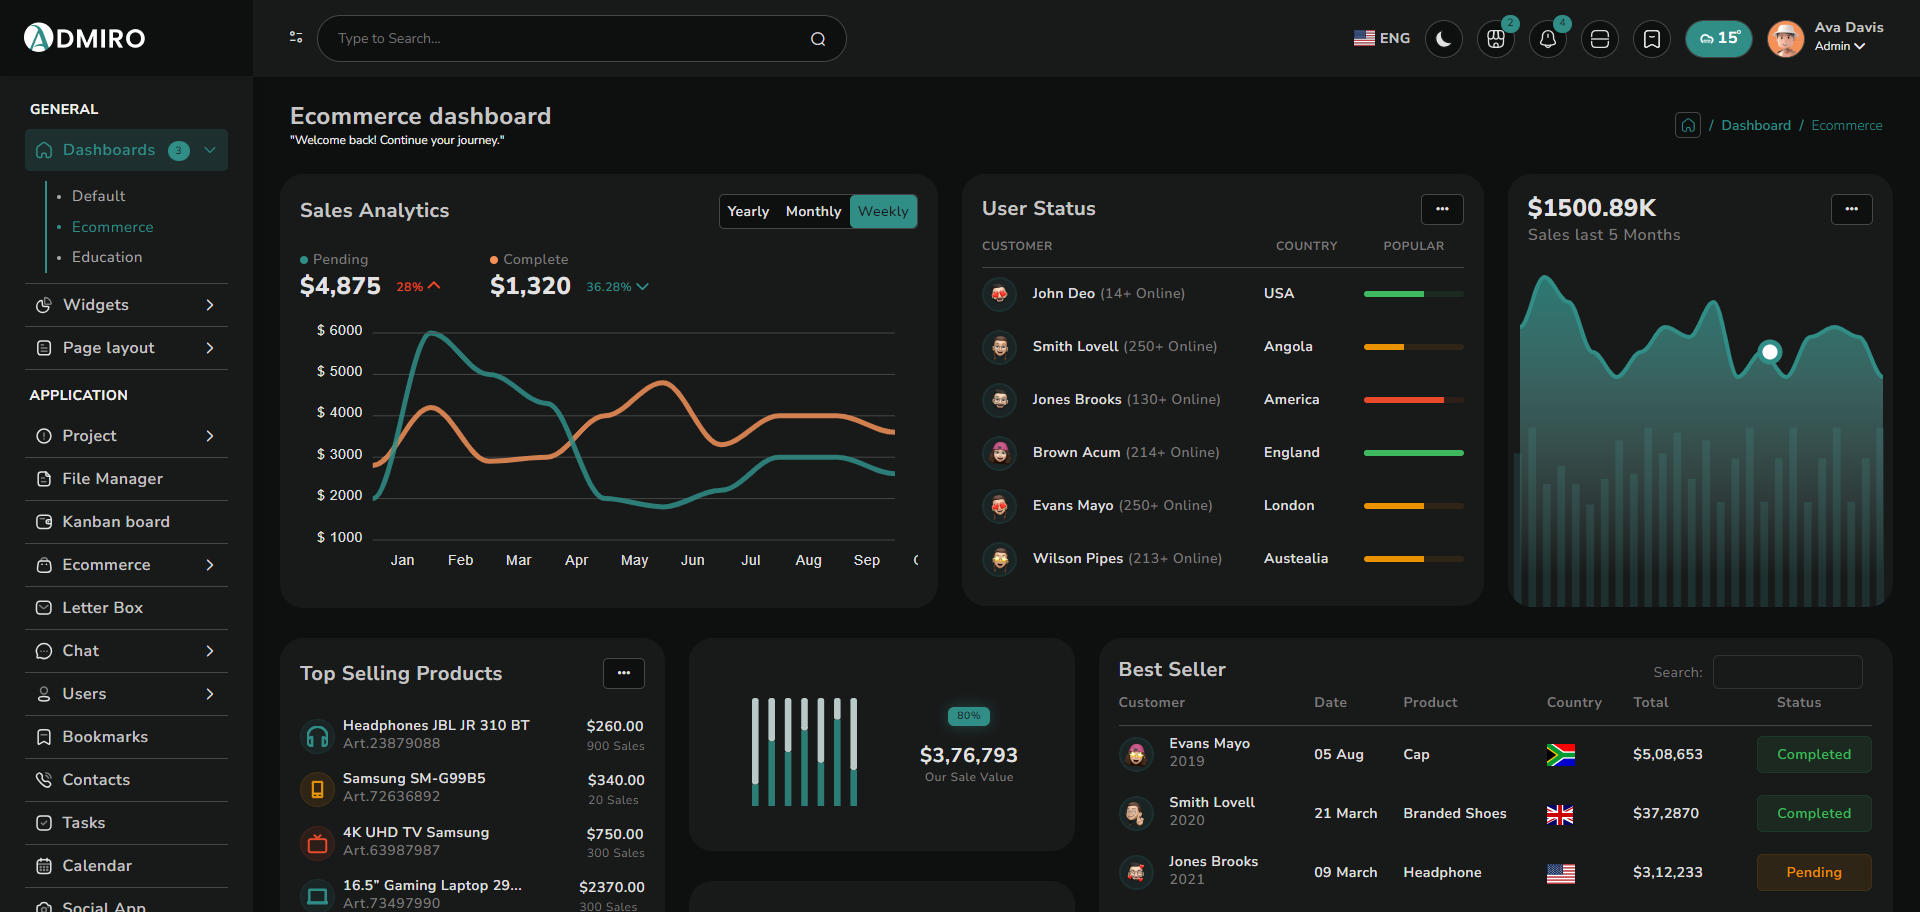 ADMIRO
Type to Search...
ENG
2
4
15°
Ava Davis
Admin
GENERAL
Dashboards 3
Default
Ecommerce
Education
Widgets
Page layout
APPLICATION
Project
File Manager
Kanban board
Ecommerce
Letter Box
Chat
Users
Bookmarks
Contacts
Tasks
Calendar
Social App
Ecommerce dashboard
"Welcome back! Continue your journey."
/ Dashboard / Ecommerce
Sales Analytics
Yearly Monthly Weekly
Pending
$4,875 28%
Complete
$1,320 36.28%
$ 6000
$ 5000
$ 4000
$ 3000
$ 2000
$ 1000
Jan Feb Mar Apr May Jun Jul Aug Sep
User Status
CUSTOMER COUNTRY POPULAR
John Deo (14+ Online) USA
Smith Lovell (250+ Online) Angola
Jones Brooks (130+ Online) America
Brown Acum (214+ Online) England
Evans Mayo (250+ Online) London
Wilson Pipes (213+ Online) Austealia
$1500.89K
Sales last 5 Months
Top Selling Products
Headphones JBL JR 310 BT $260.00
Art.23879088 900 Sales
Samsung SM-G99B5 $340.00
Art.72636892 20 Sales
4K UHD TV Samsung $750.00
Art.63987987 300 Sales
16.5" Gaming Laptop 29... $2370.00
Art.73497990 300 Sales
80%
$3,76,793
Our Sale Value
Best Seller
Search:
Customer Date Product Country Total Status
Evans Mayo
2019 05 Aug Cap $5,08,653 Completed
Smith Lovell
2020 21 March Branded Shoes $37,2870 Completed
Jones Brooks
2021 09 March Headphone $3,12,233 Pending